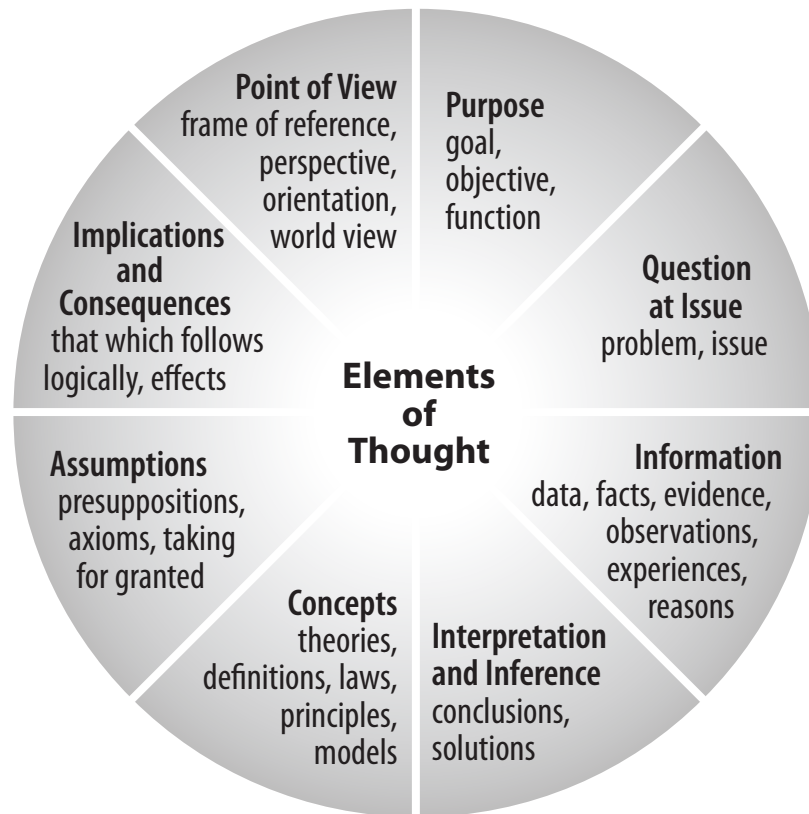 Point of View
frame of reference,
perspective,
orientation,
world view
Purpose
goal,
objective,
function
Question
at Issue
problem, issue
Information
data, facts, evidence,
observations,
experiences,
reasons
Interpretation
and Inference
conclusions,
solutions
Concepts
theories,
definitions, laws,
principles,
models
Assumptions
presuppositions,
axioms, taking
for granted
Implications
and
Consequences
that which follows
logically, effects
Elements
of
Thought